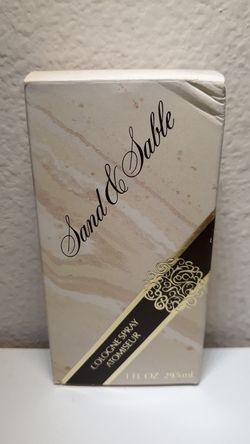 Sand & Sable
COLOGNE SPRAY
ATOMISEUR
1 FL OZ 29.5ml